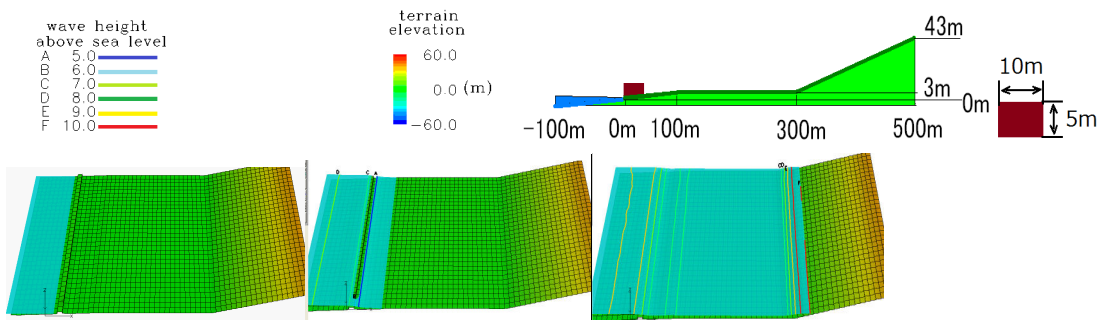 wave height
above sea level
A 5.0
B 6.0
C 7.0
D 8.0
E 9.0
F 10.0
terrain
elevation
60.0
0.0 (m)
−60.0
43m
3m
0m
-100m 0m 100m 300m 500m
10m
5m
D C A